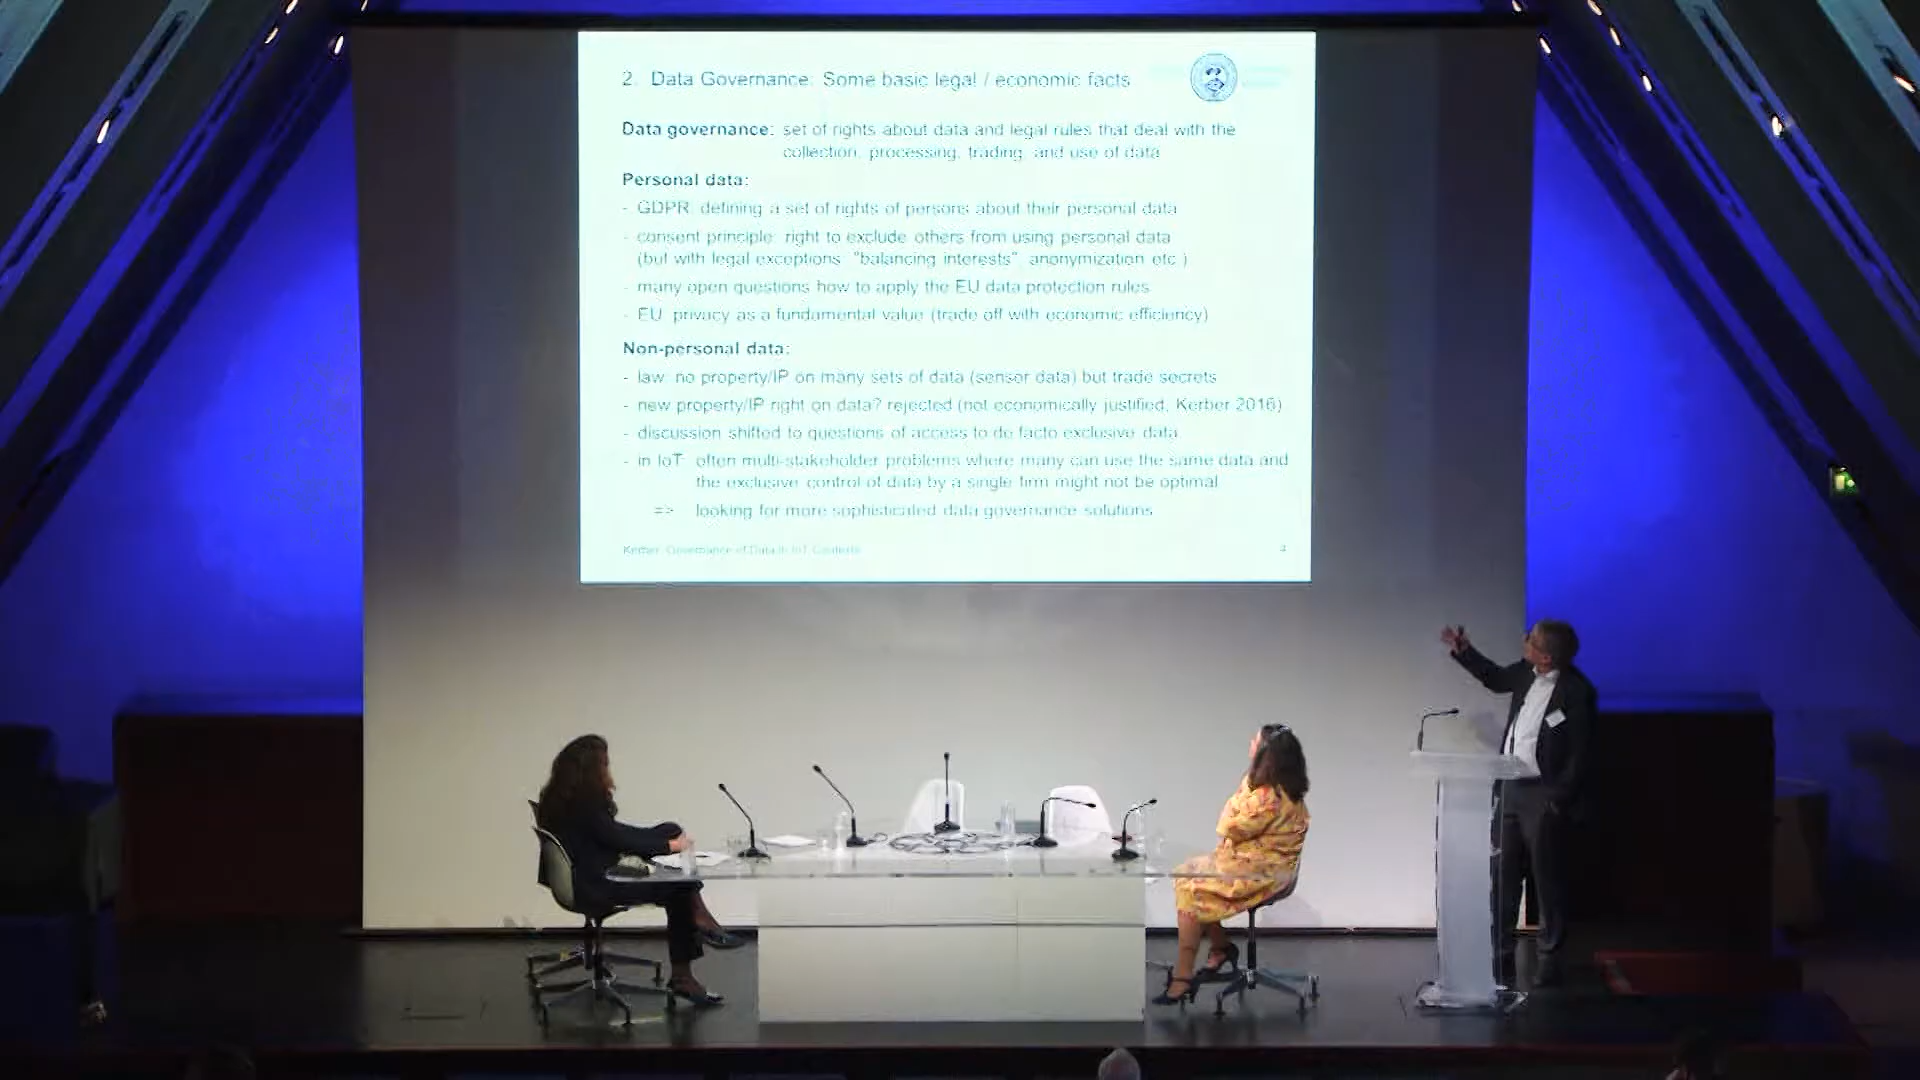 2. Data Governance: Some basic legal / economic facts
Data governance: set of rights about data and legal rules that deal with the
collection, processing, trading, and use of data
Personal data:
- GDPR: defining a set of rights of persons about their personal data
- consent principle: right to exclude others from using personal data
(but with legal exceptions: "balancing interests", anonymization etc.)
- many open questions how to apply the EU data protection rules
- EU: privacy as a fundamental value (trade off with economic efficiency)
Non-personal data:
- law: no property/IP on many sets of data (sensor data) but trade secrets
- new property/IP right on data? rejected (not economically justified, Kerber 2016)
- discussion shifted to questions of access to de facto exclusive data
- in IoT: often multi-stakeholder problems where many can use the same data and
the exclusive control of data by a single firm might not be optimal
=> looking for more sophisticated data governance solutions
Kerber: Governance of Data in IoT Contexts